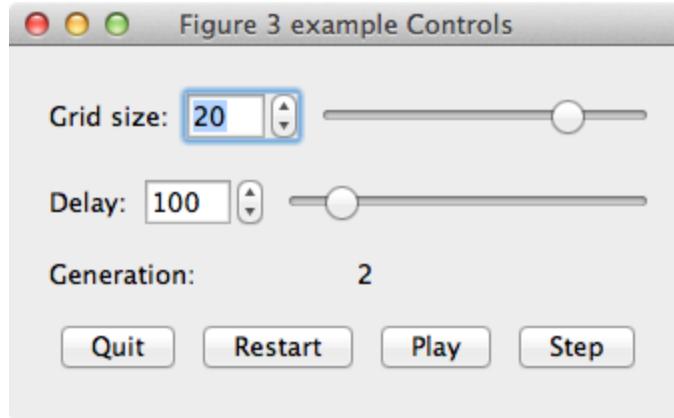 Figure 3 example Controls
Grid size: 20
Delay: 100
Generation: 2
Quit Restart Play Step